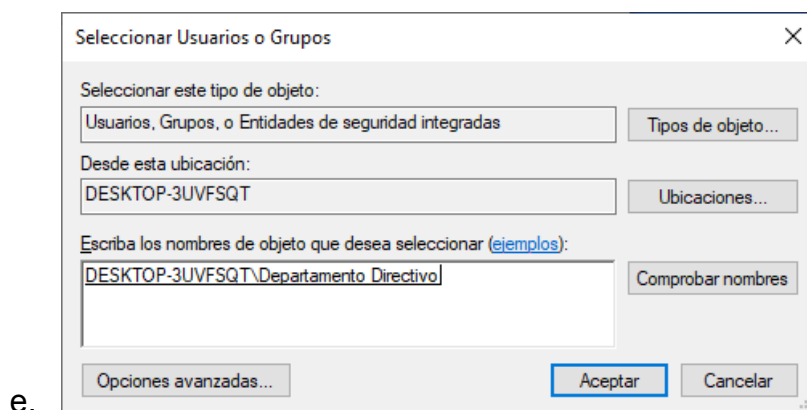 Seleccionar Usuarios o Grupos
Seleccionar este tipo de objeto:
Usuarios, Grupos, o Entidades de seguridad integradas
Tipos de objeto...
Desde esta ubicación:
DESKTOP-3UVFSQT
Ubicaciones...
Escriba los nombres de objeto que desea seleccionar (ejemplos):
DESKTOP-3UVFSQT\Departamento Directivo
Comprobar nombres
Opciones avanzadas...
Aceptar
Cancelar
e.